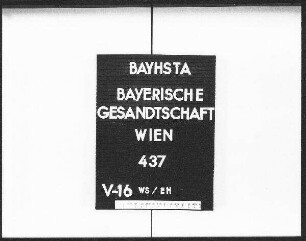 BAYHSTA
BAYERISCHE
GESANDTSCHAFT
WIEN
437
V-16 WS/EH